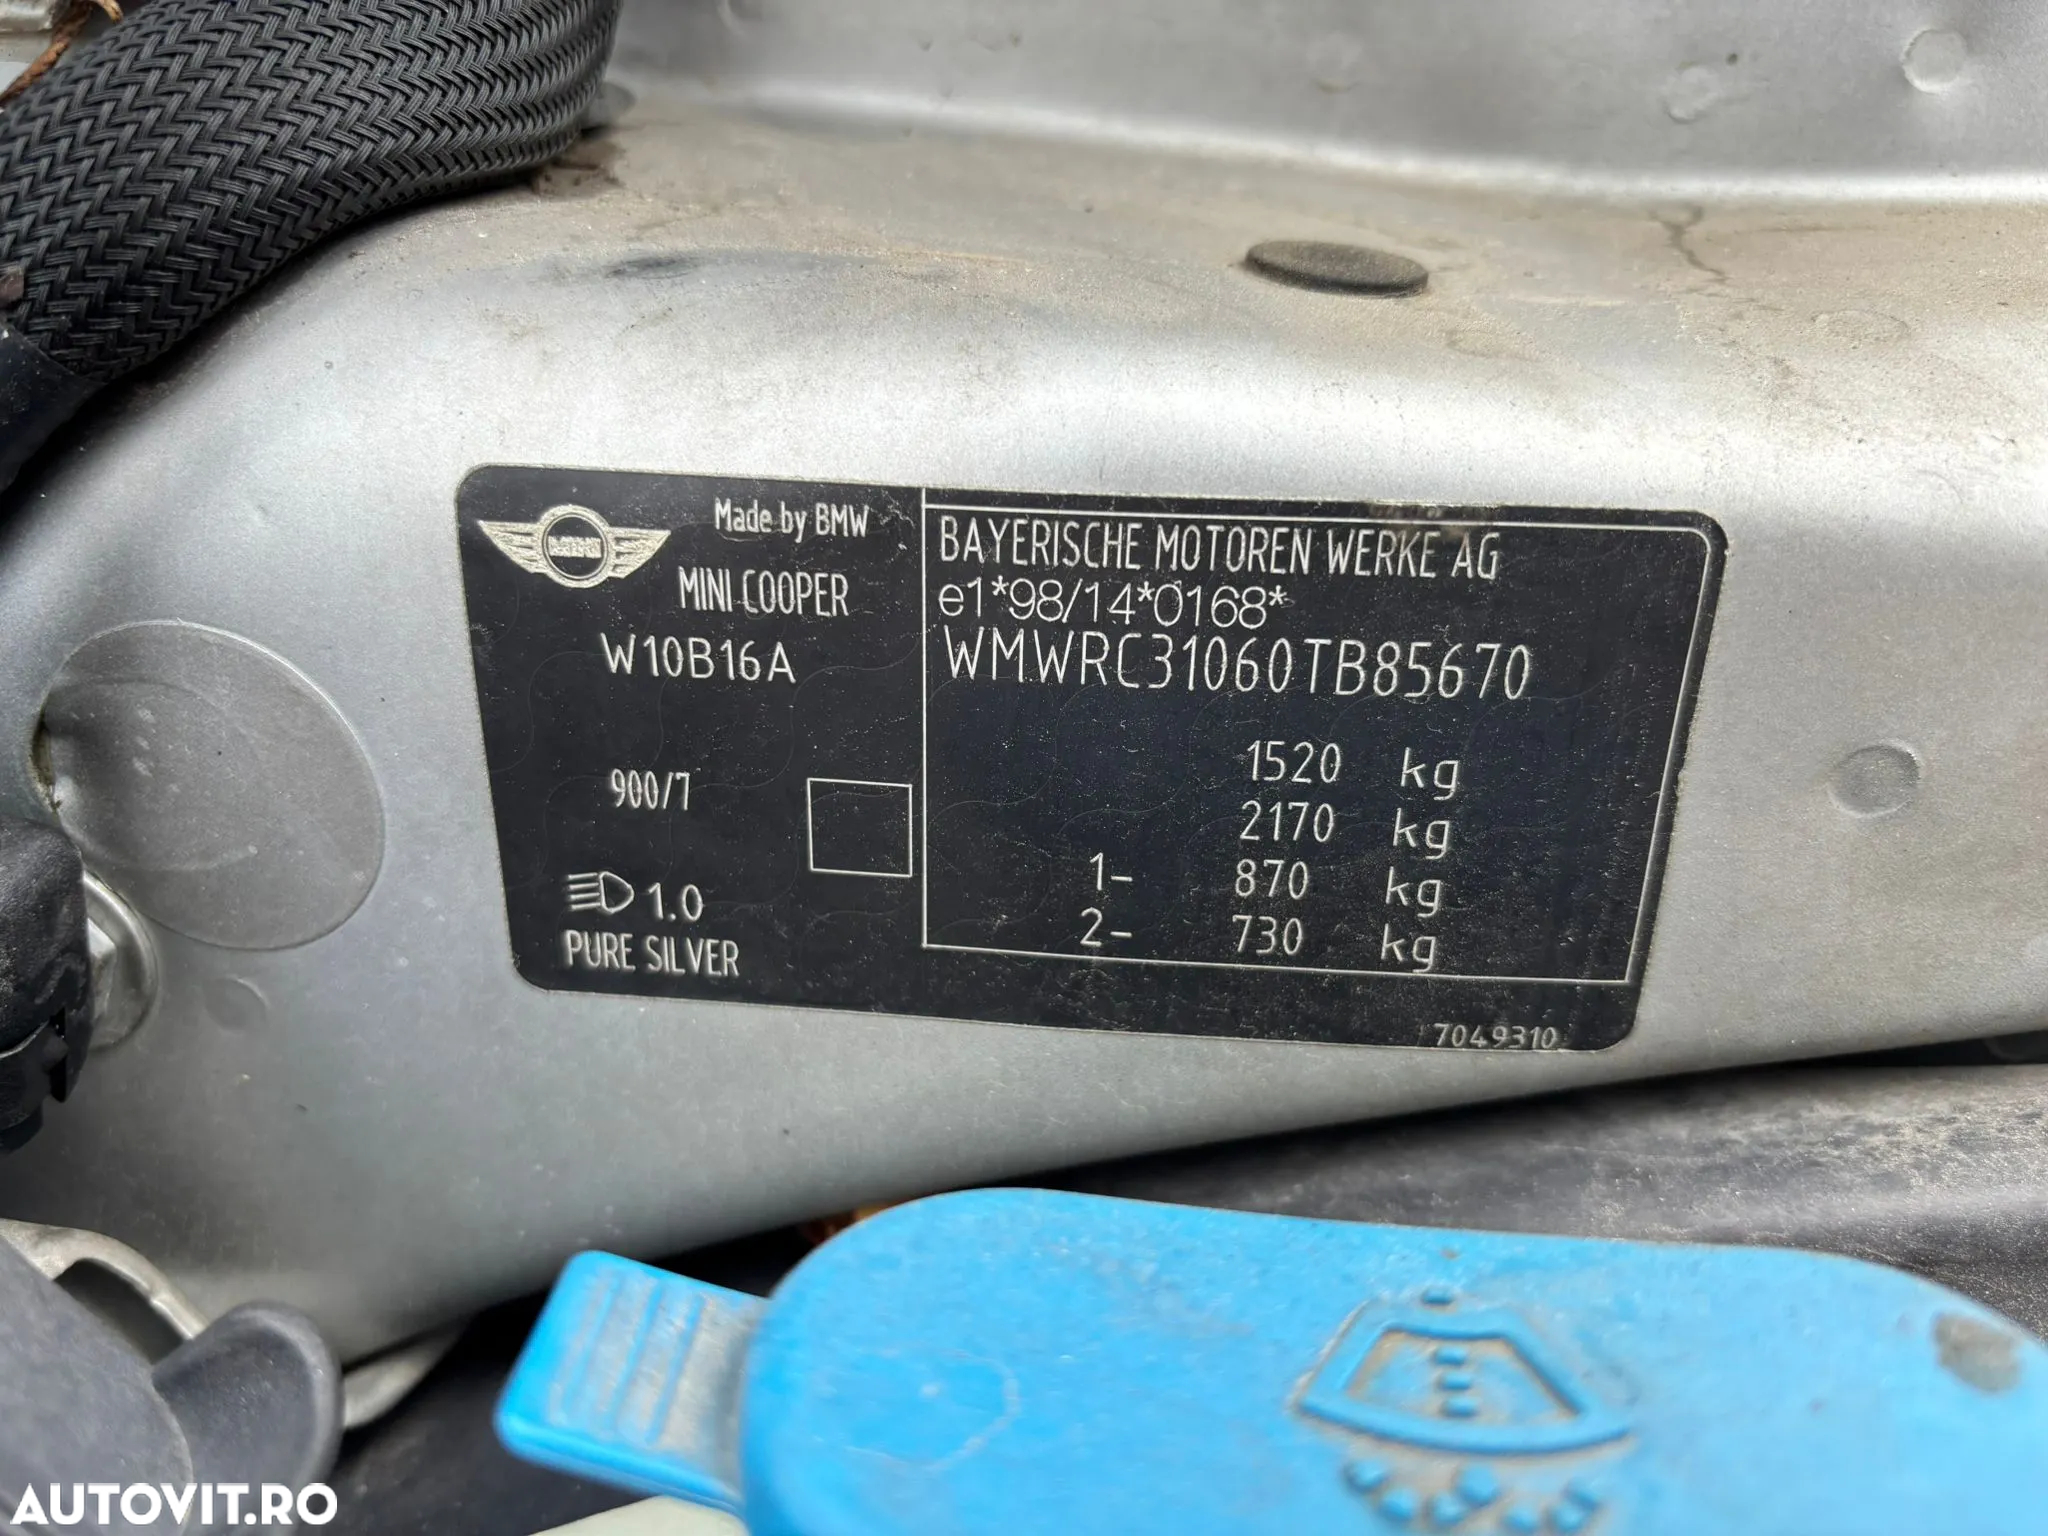 Made by BMW
MINI COOPER
W10B16A
900/7
1.0
PURE SILVER
BAYERISCHE MOTOREN WERKE AG
e1*98/14*0168*
WMWRC31060TB85670
1520 kg
2170 kg
1- 870 kg
2- 730 kg
7049310
AUTOVIT.RO